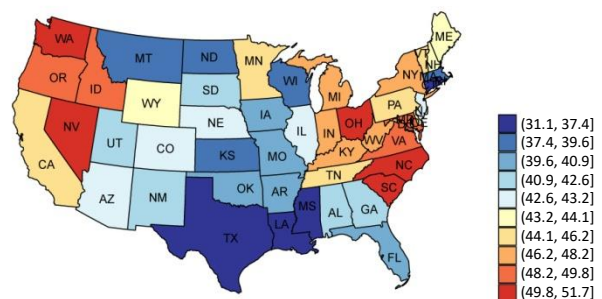 WA
ME
MT
ND
MN
VT
NH
OR
ID
WI
NY
MA
SD
MI
WY
IA
PA
NE
NV
IL
IN
OH
UT
CO
WV
VA
CA
KS
MO
KY
NC
TN
OK
AR
SC
AZ
NM
MS
AL
GA
TX
LA
FL
(31.1, 37.4]
(37.4, 39.6]
(39.6, 40.9]
(40.9, 42.6]
(42.6, 43.2]
(43.2, 44.1]
(44.1, 46.2]
(46.2, 48.2]
(48.2, 49.8]
(49.8, 51.7]